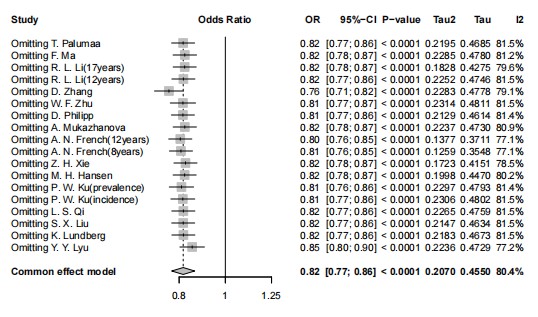 Study Odds Ratio OR 95%-CI P-value Tau2 Tau I2
Omitting T. Palumaa 0.82 [0.77; 0.86] < 0.0001 0.2195 0.4685 81.5%
Omitting F. Ma 0.82 [0.78; 0.87] < 0.0001 0.2285 0.4780 81.2%
Omitting R. L. Li(17years) 0.82 [0.78; 0.87] < 0.0001 0.1828 0.4275 79.6%
Omitting R. L. Li(12years) 0.82 [0.77; 0.86] < 0.0001 0.2252 0.4746 81.5%
Omitting D. Zhang 0.76 [0.71; 0.82] < 0.0001 0.2283 0.4778 79.1%
Omitting W. F. Zhu 0.81 [0.77; 0.86] < 0.0001 0.2314 0.4811 81.5%
Omitting D. Philipp 0.81 [0.77; 0.86] < 0.0001 0.2129 0.4614 81.4%
Omitting A. Mukazhanova 0.82 [0.78; 0.87] < 0.0001 0.2237 0.4730 80.9%
Omitting A. N. French(12years) 0.80 [0.76; 0.85] < 0.0001 0.1377 0.3711 77.7%
Omitting A. N. French(8years) 0.81 [0.76; 0.85] < 0.0001 0.1259 0.3548 77.1%
Omitting Z. H. Xie 0.82 [0.78; 0.87] < 0.0001 0.1723 0.4151 78.5%
Omitting M. H. Hansen 0.82 [0.78; 0.87] < 0.0001 0.1998 0.4470 80.8%
Omitting P. W. Ku(prevalence) 0.81 [0.76; 0.86] < 0.0001 0.2297 0.4793 81.4%
Omitting P. W. Ku(incidence) 0.81 [0.77; 0.86] < 0.0001 0.2306 0.4802 81.5%
Omitting L. S. Qi 0.82 [0.77; 0.86] < 0.0001 0.2265 0.4759 81.5%
Omitting S. X. Liu 0.82 [0.77; 0.86] < 0.0001 0.2147 0.4634 81.5%
Omitting K. Lundberg 0.82 [0.77; 0.86] < 0.0001 0.2183 0.4673 81.5%
Omitting Y. Y. Lyu 0.85 [0.80; 0.90] < 0.0001 0.2236 0.4729 77.2%
Common effect model 0.82 [0.77; 0.86] < 0.0001 0.2070 0.4550 80.4%
0.8 1 1.25